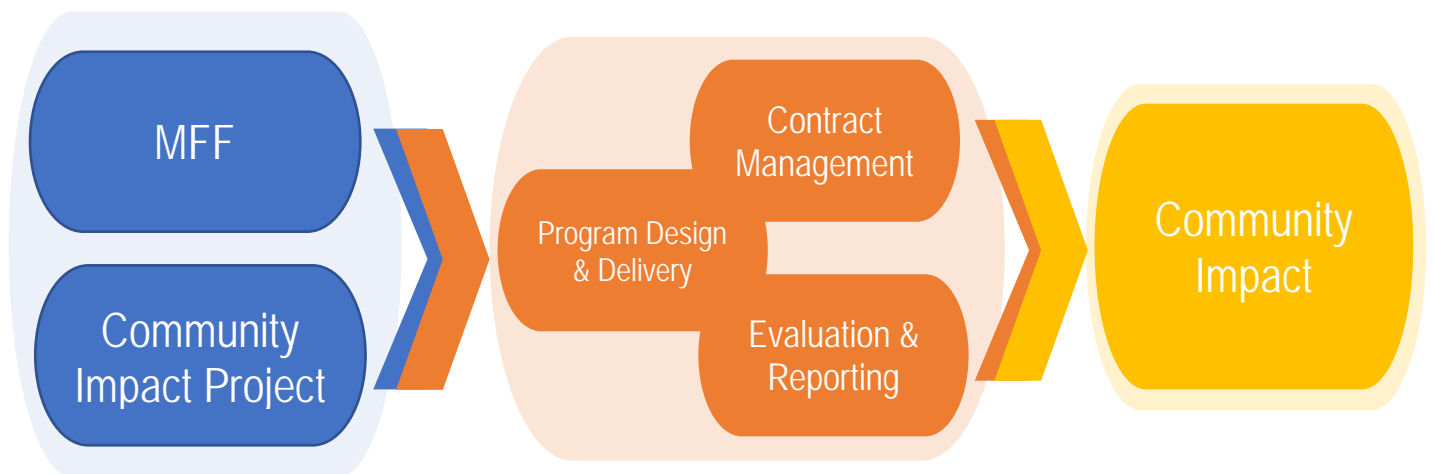 MFF
Community
Impact Project
Program Design
& Delivery
Contract
Management
Evaluation &
Reporting
Community
Impact